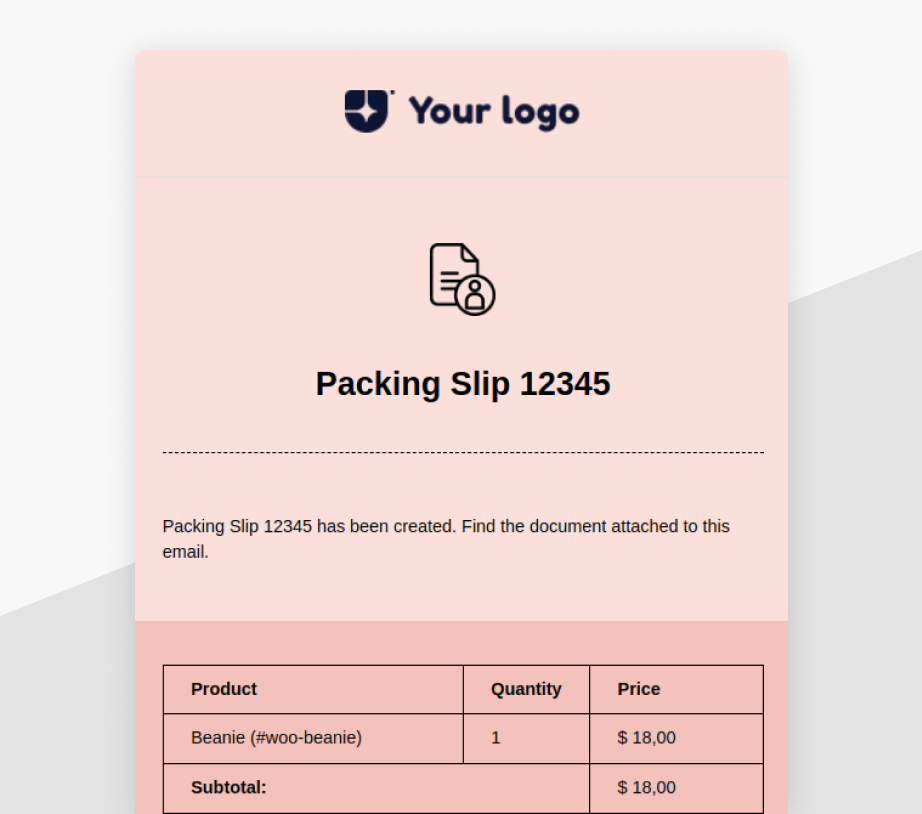 Your logo
Packing Slip 12345
Packing Slip 12345 has been created. Find the document attached to this
email.
Product Quantity Price
Beanie (#woo-beanie) 1 $ 18,00
Subtotal: $ 18,00